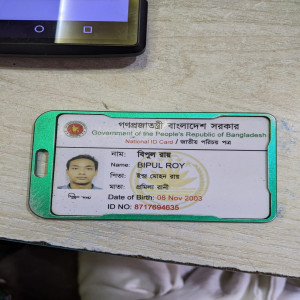 গণপ্রজাতন্ত্রী বাংলাদেশ সরকার
Government of the People's Republic of Bangladesh
National ID Card / জাতীয় পরিচয় পত্র
নাম: বিপুল রায়
Name: BIPUL ROY
পিতা: ইন্দ্র মোহন রায়
মাতা: প্রমিলা রানী
Date of Birth: 08 Nov 2003
ID NO: 8717694635